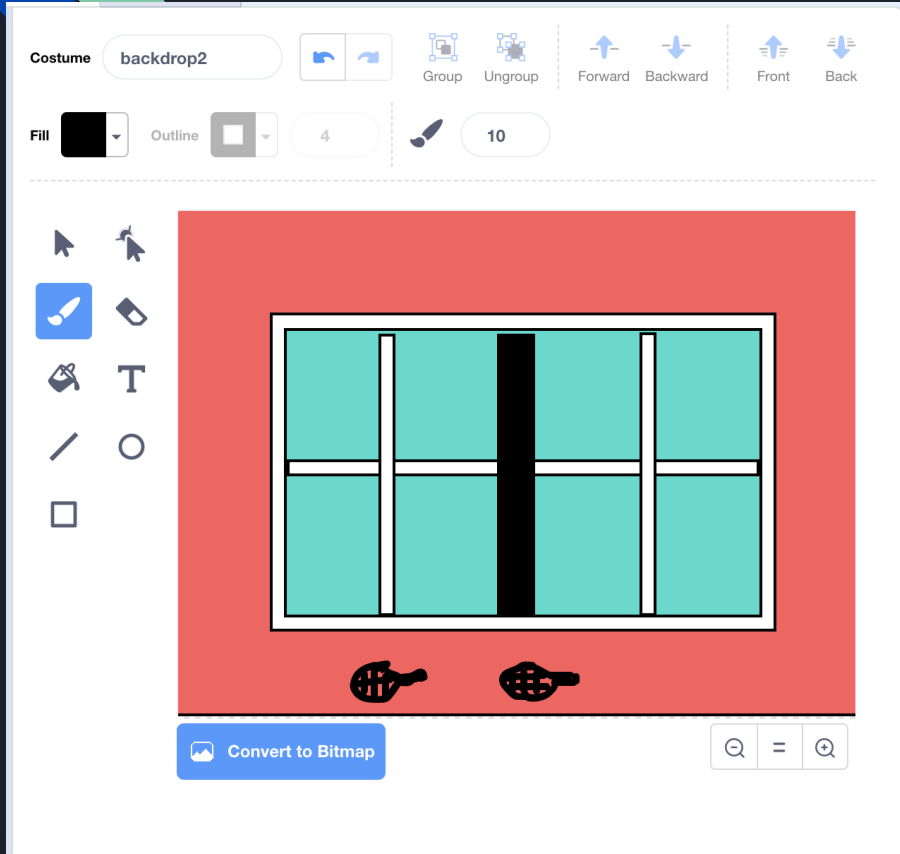 Costume backdrop2
Group Ungroup Forward Backward Front Back
Fill Outline 4 10
T
Convert to Bitmap